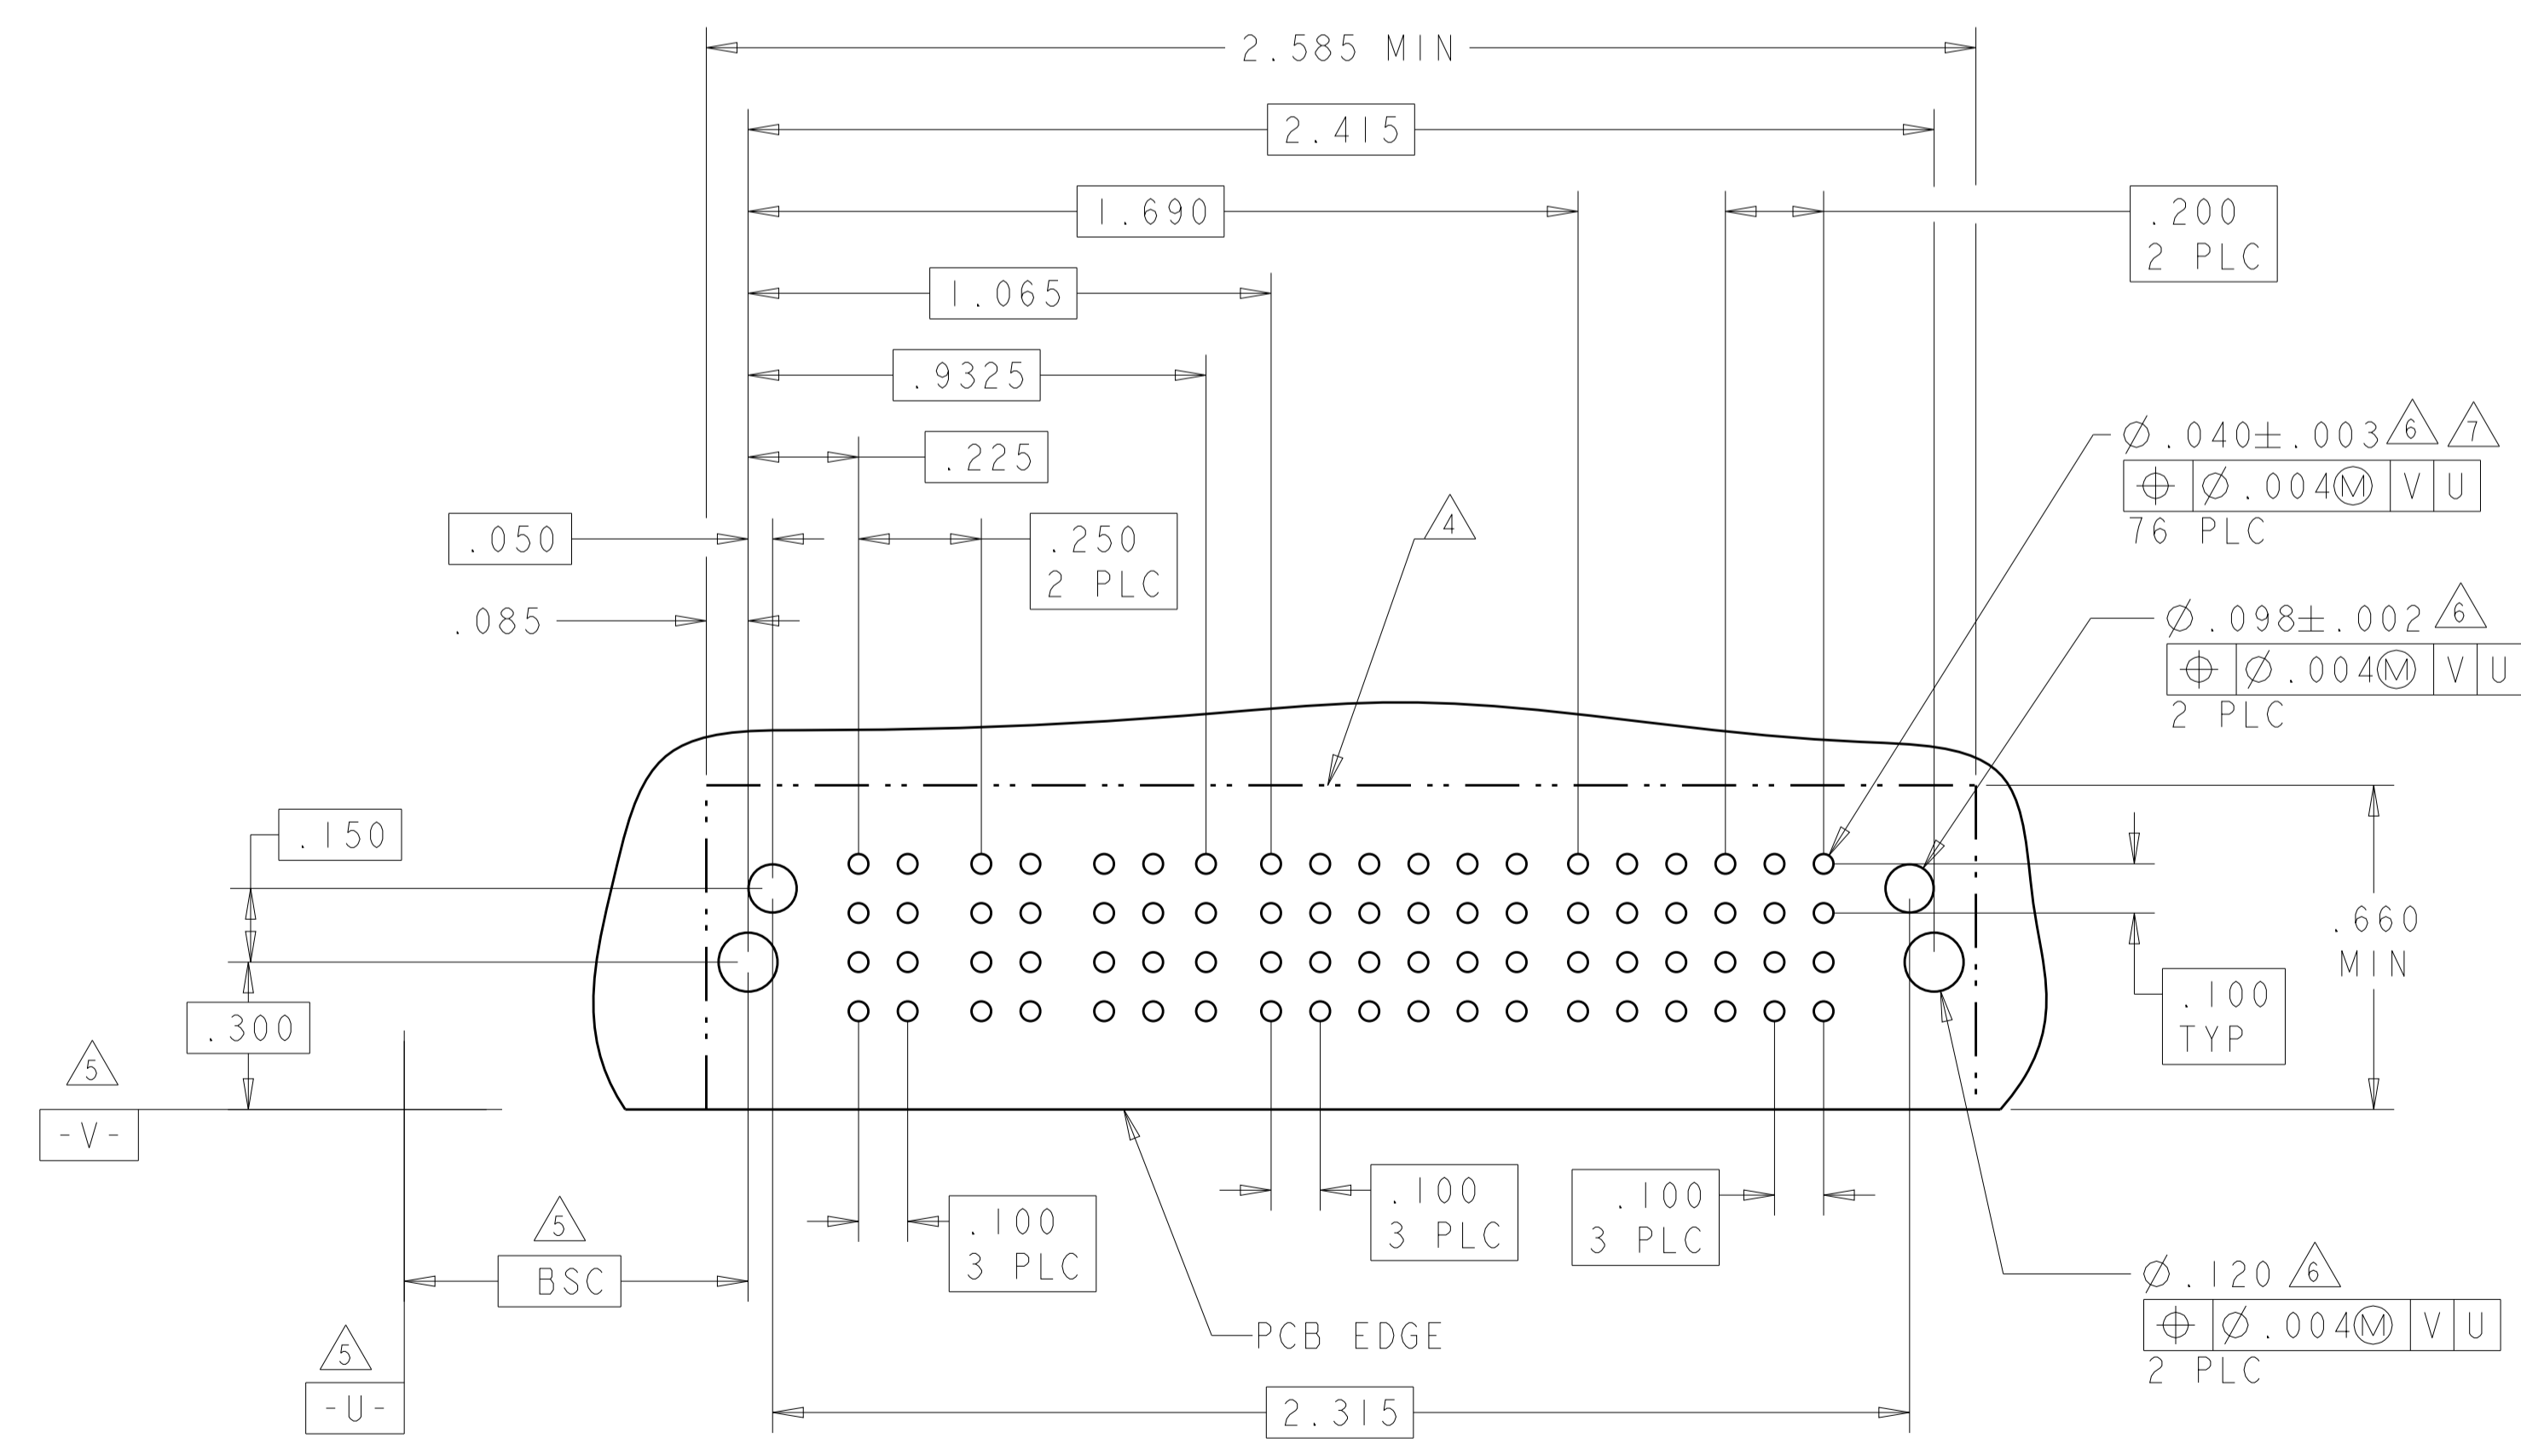 2.585 MIN
2.415
1.690
.200
2 PLC
1.065
.9325
.225
Ø.040±.003 6 7
⌖ Ø.004Ⓜ V U
76 PLC
.050
.250
2 PLC
4
.085
Ø.098±.002 6
⌖ Ø.004Ⓜ V U
2 PLC
.150
.660
MIN
.300
.100
TYP
5
-V-
.100
3 PLC
.100
3 PLC
.100
3 PLC
5
BSC
Ø.120 6
⌖ Ø.004Ⓜ V U
2 PLC
PCB EDGE
5
-U-
2.315